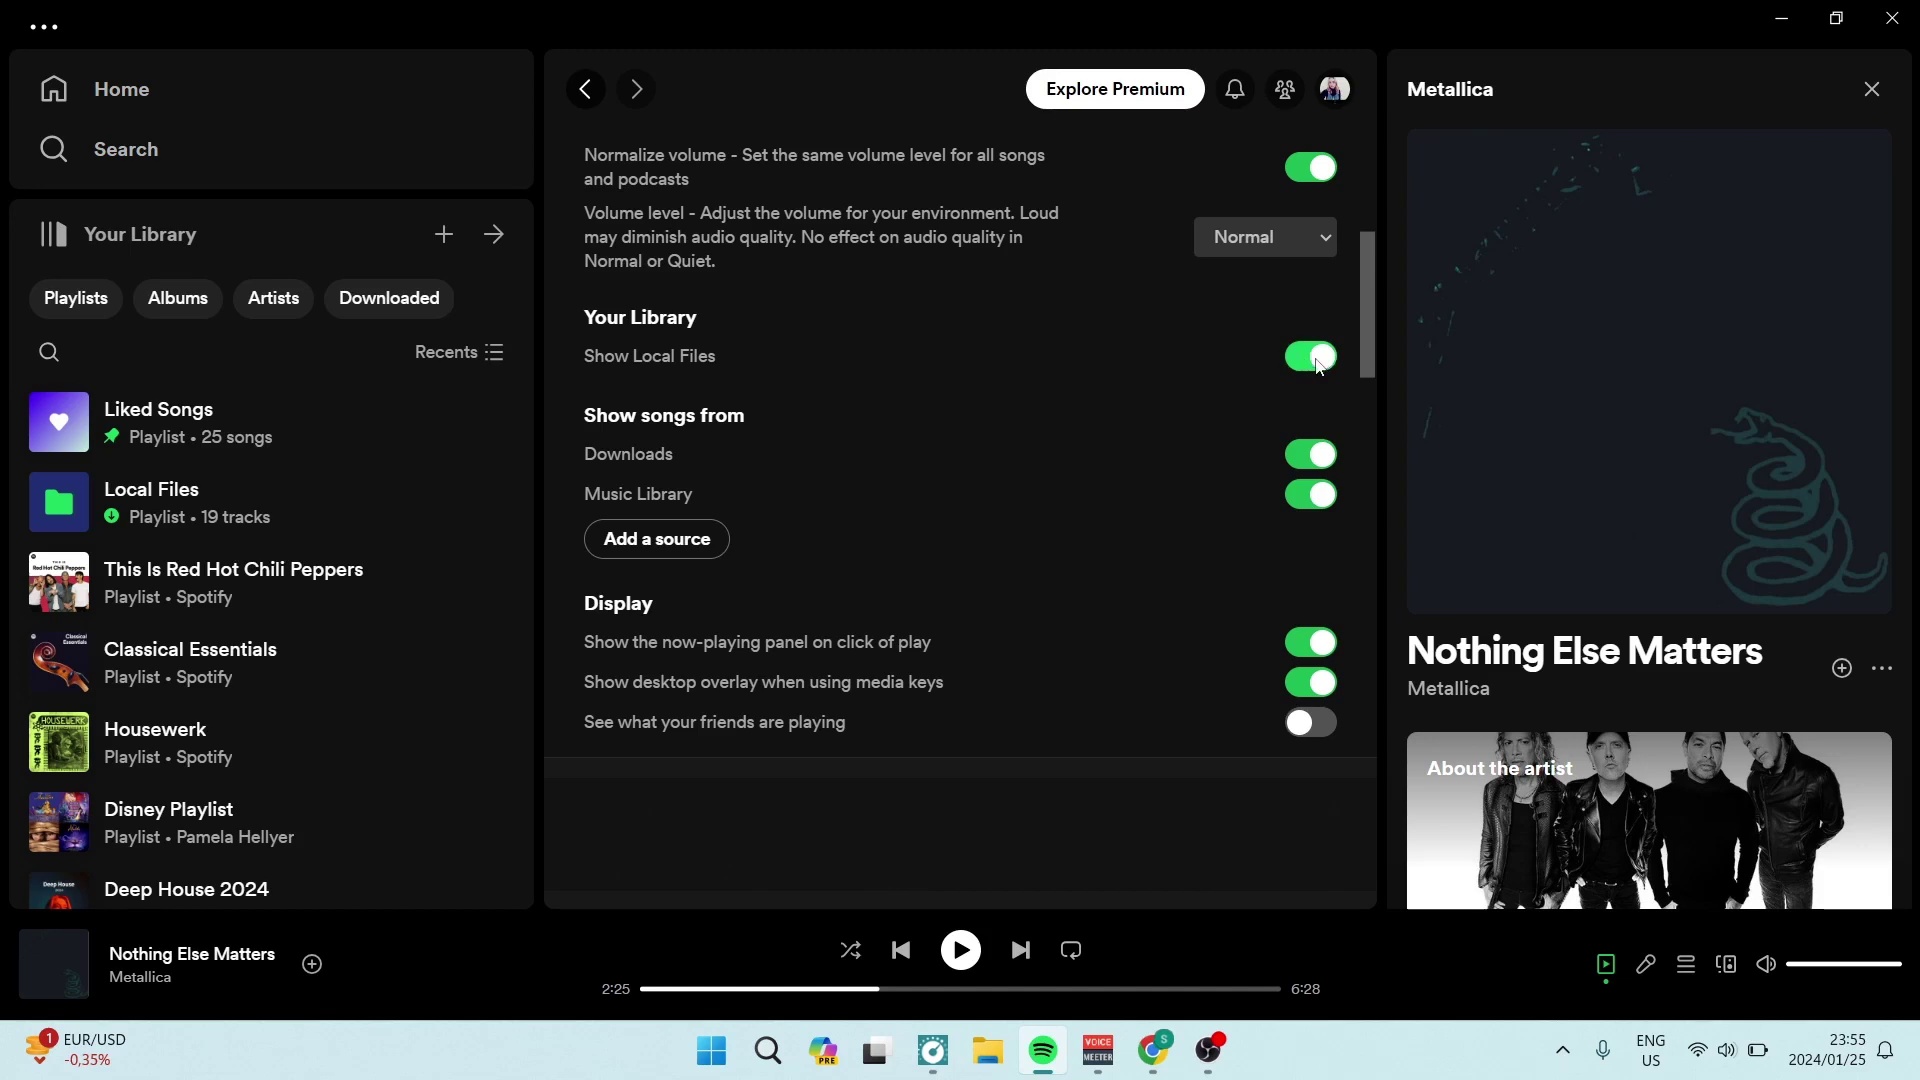 Home
Search
Your Library
Playlists
Albums
Artists
Downloaded
Recents
Liked Songs
Playlist • 25 songs
Local Files
Playlist • 19 tracks
This Is Red Hot Chili Peppers
Playlist • Spotify
Classical Essentials
Playlist • Spotify
Housewerk
Playlist • Spotify
Disney Playlist
Playlist • Pamela Hellyer
Deep House 2024
Explore Premium
Normalize volume - Set the same volume level for all songs
and podcasts
Volume level - Adjust the volume for your environment. Loud
may diminish audio quality. No effect on audio quality in
Normal or Quiet.
Normal
Your Library
Show Local Files
Show songs from
Downloads
Music Library
Add a source
Display
Show the now-playing panel on click of play
Show desktop overlay when using media keys
See what your friends are playing
Metallica
Nothing Else Matters
Metallica
About the artist
Nothing Else Matters
Metallica
2:25
6:28
1
EUR/USD
-0,35%
PRE
VOICE
MEETER
S
ENG
US
23:55
2024/01/25